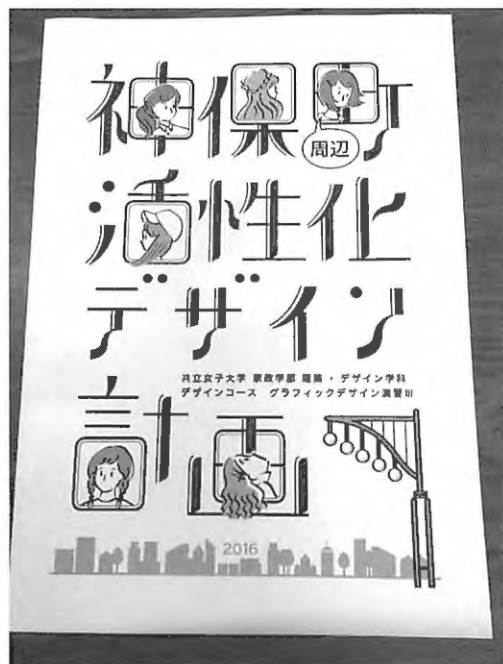 神保町
周辺
活性化
デザイン
共立女子大学 家政学部 建築・デザイン学科
デザインコース グラフィックデザイン演習III
計画
2016